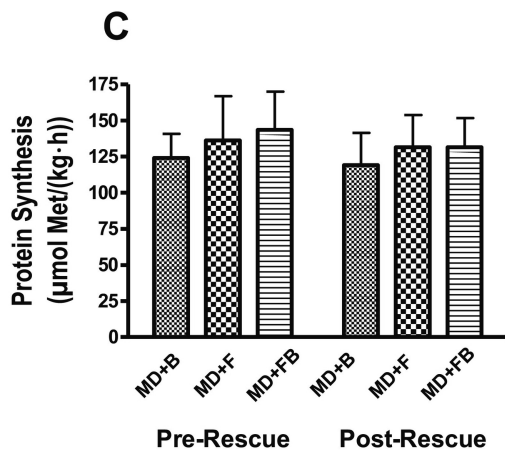 C
Protein Synthesis
(µmol Met/(kg·h))
175
150
125
100
75
50
25
0
MD+B
MD+F
MD+FB
MD+B
MD+F
MD+FB
Pre-Rescue
Post-Rescue